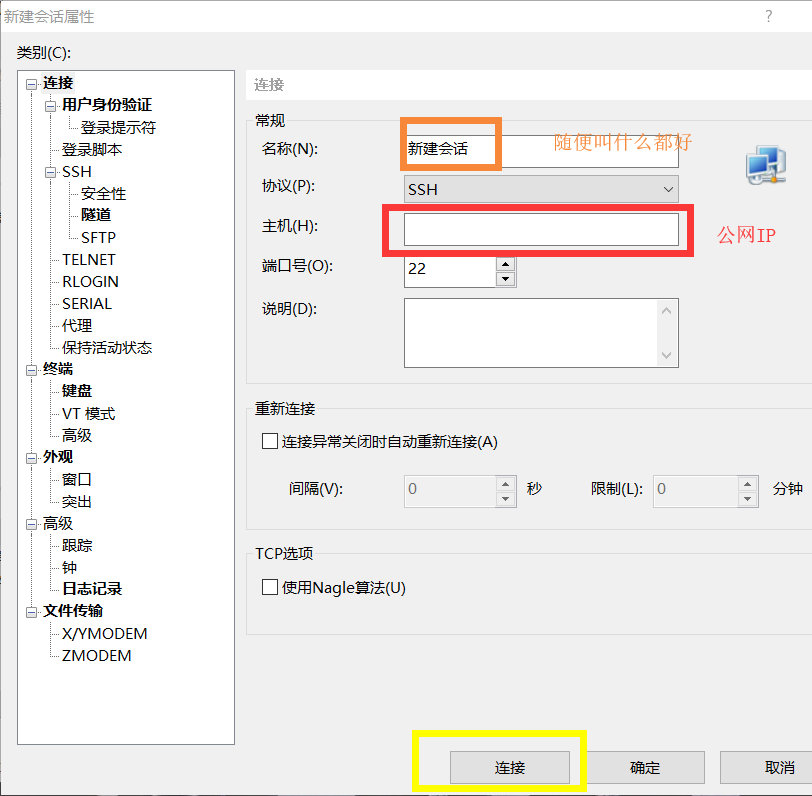 新建会话属性 ?
类别(C):
连接
用户身份验证
登录提示符
登录脚本
SSH
安全性
隧道
SFTP
TELNET
RLOGIN
SERIAL
代理
保持活动状态
终端
键盘
VT 模式
高级
外观
窗口
突出
高级
跟踪
钟
日志记录
文件传输
X/YMODEM
ZMODEM
连接
常规
名称(N): 新建会话 随便叫什么都好
协议(P): SSH
主机(H): 公网IP
端口号(O): 22
说明(D):
重新连接
连接异常关闭时自动重新连接(A)
间隔(V): 0 秒 限制(L): 0 分钟
TCP选项
使用Nagle算法(U)
连接 确定 取消